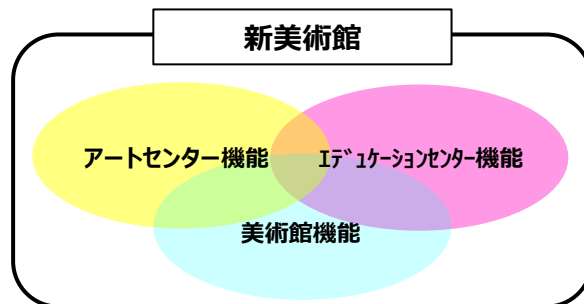 新美術館
アートセンター機能
ｴﾃﾞｭｹｰｼｮﾝｾﾝﾀｰ機能
美術館機能